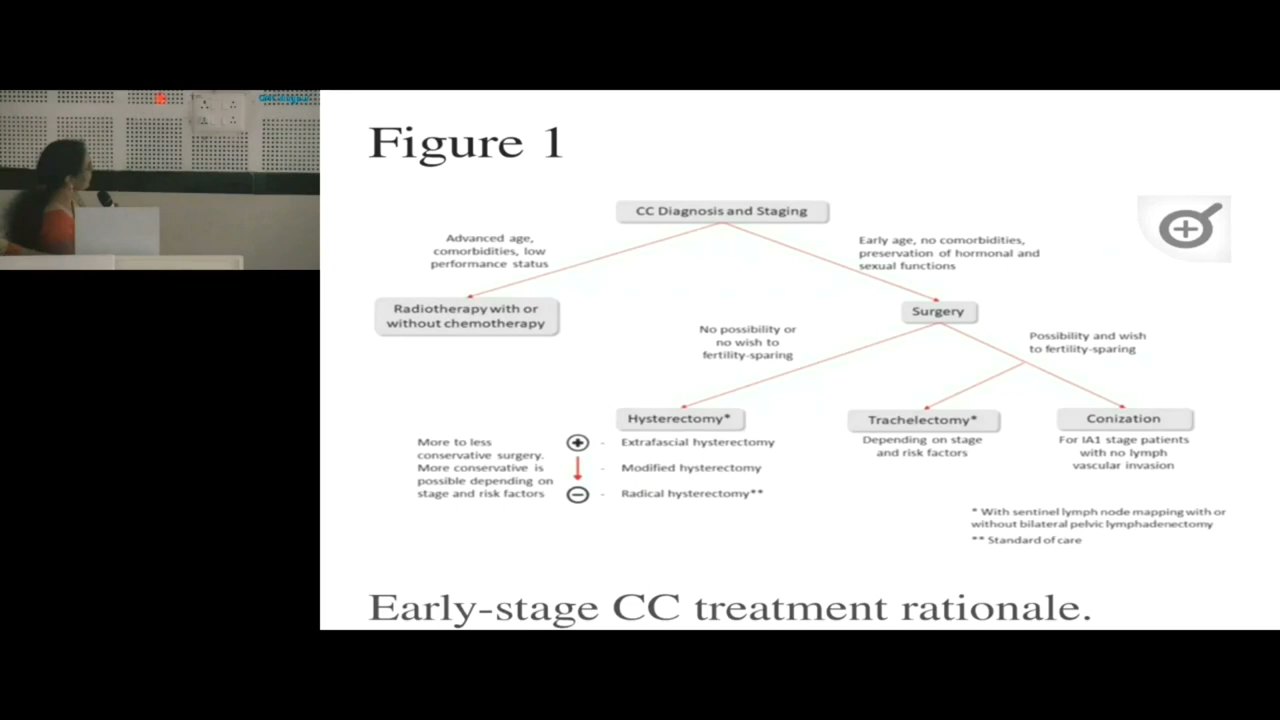 Figure 1
CC Diagnosis and Staging
Advanced age,
comorbidities, low
performance status
Early age, no comorbidities,
preservation of hormonal and
sexual functions
Radiotherapy with or
without chemotherapy
Surgery
No possibility or
no wish to
fertility-sparing
Possibility and wish
to fertility-sparing
Hysterectomy*
Trachelectomy*
Conization
Depending on stage
and risk factors
For IA1 stage patients
with no lymph
vascular invasion
More to less
conservative surgery.
More conservative is
possible depending on
stage and risk factors
- Extrafascial hysterectomy
- Modified hysterectomy
- Radical hysterectomy**
* With sentinel lymph node mapping with or
without bilateral pelvic lymphadenectomy
** Standard of care
Early-stage CC treatment rationale.